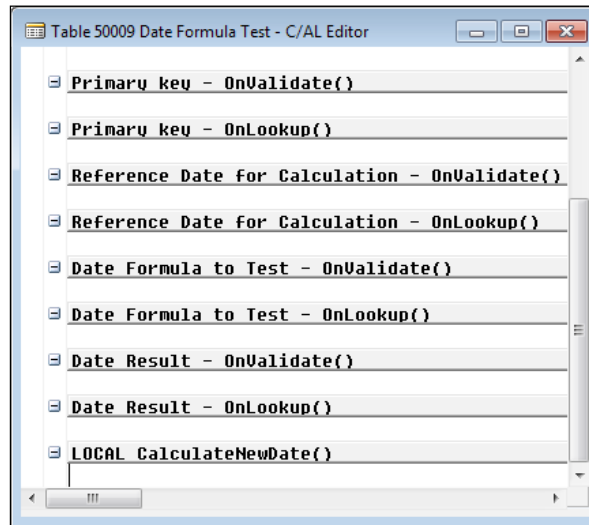 Table 50009 Date Formula Test - C/AL Editor
Primary key - OnValidate()
Primary key - OnLookup()
Reference Date for Calculation - OnValidate()
Reference Date for Calculation - OnLookup()
Date Formula to Test - OnValidate()
Date Formula to Test - OnLookup()
Date Result - OnValidate()
Date Result - OnLookup()
LOCAL CalculateNewDate()